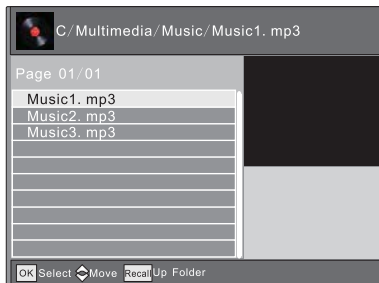 C/Multimedia/Music/Music1. mp3
Page 01/01
Music1. mp3
Music2. mp3
Music3. mp3
OK Select Move Recall Up Folder